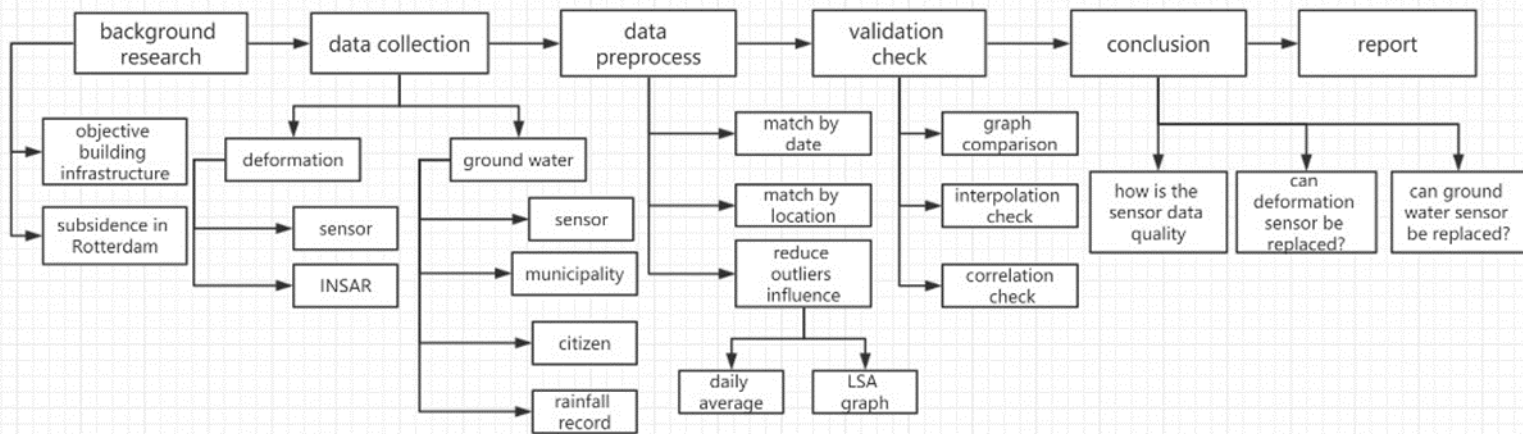 background
research
data collection
data
preprocess
validation
check
conclusion
report
objective
building
infrastructure
subsidence in
Rotterdam
deformation
sensor
INSAR
ground water
sensor
municipality
citizen
rainfall
record
match by
date
match by
location
reduce
outliers
influence
daily
average
LSA
graph
graph
comparison
interpolation
check
correlation
check
how is the
sensor data
quality
can
deformation
sensor be
replaced?
can ground
water sensor
be replaced?